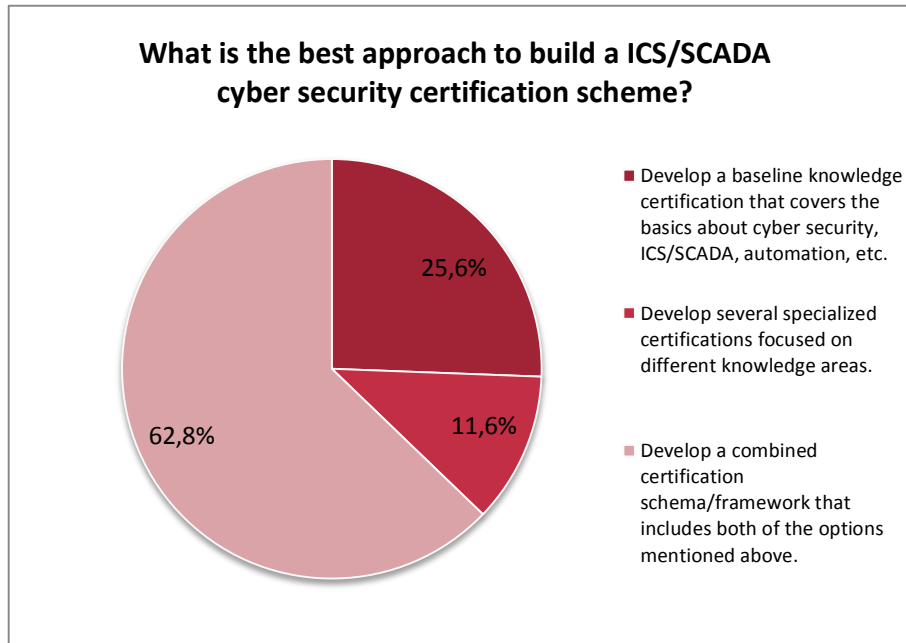 What is the best approach to build a ICS/SCADA
cyber security certification scheme?
25,6%
11,6%
62,8%
Develop a baseline knowledge
certification that covers the
basics about cyber security,
ICS/SCADA, automation, etc.
Develop several specialized
certifications focused on
different knowledge areas.
Develop a combined
certification
schema/framework that
includes both of the options
mentioned above.